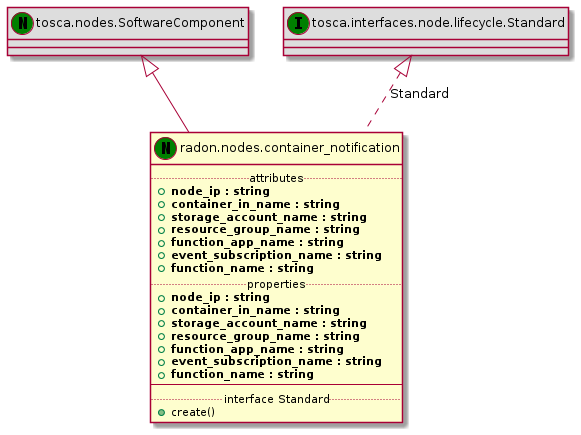 N tosca.nodes.SoftwareComponent
I tosca.interfaces.node.lifecycle.Standard
Standard
N radon.nodes.container_notification
attributes
node_ip : string
container_in_name : string
storage_account_name : string
resource_group_name : string
function_app_name : string
event_subscription_name : string
function_name : string
properties
node_ip : string
container_in_name : string
storage_account_name : string
resource_group_name : string
function_app_name : string
event_subscription_name : string
function_name : string
interface Standard
create()